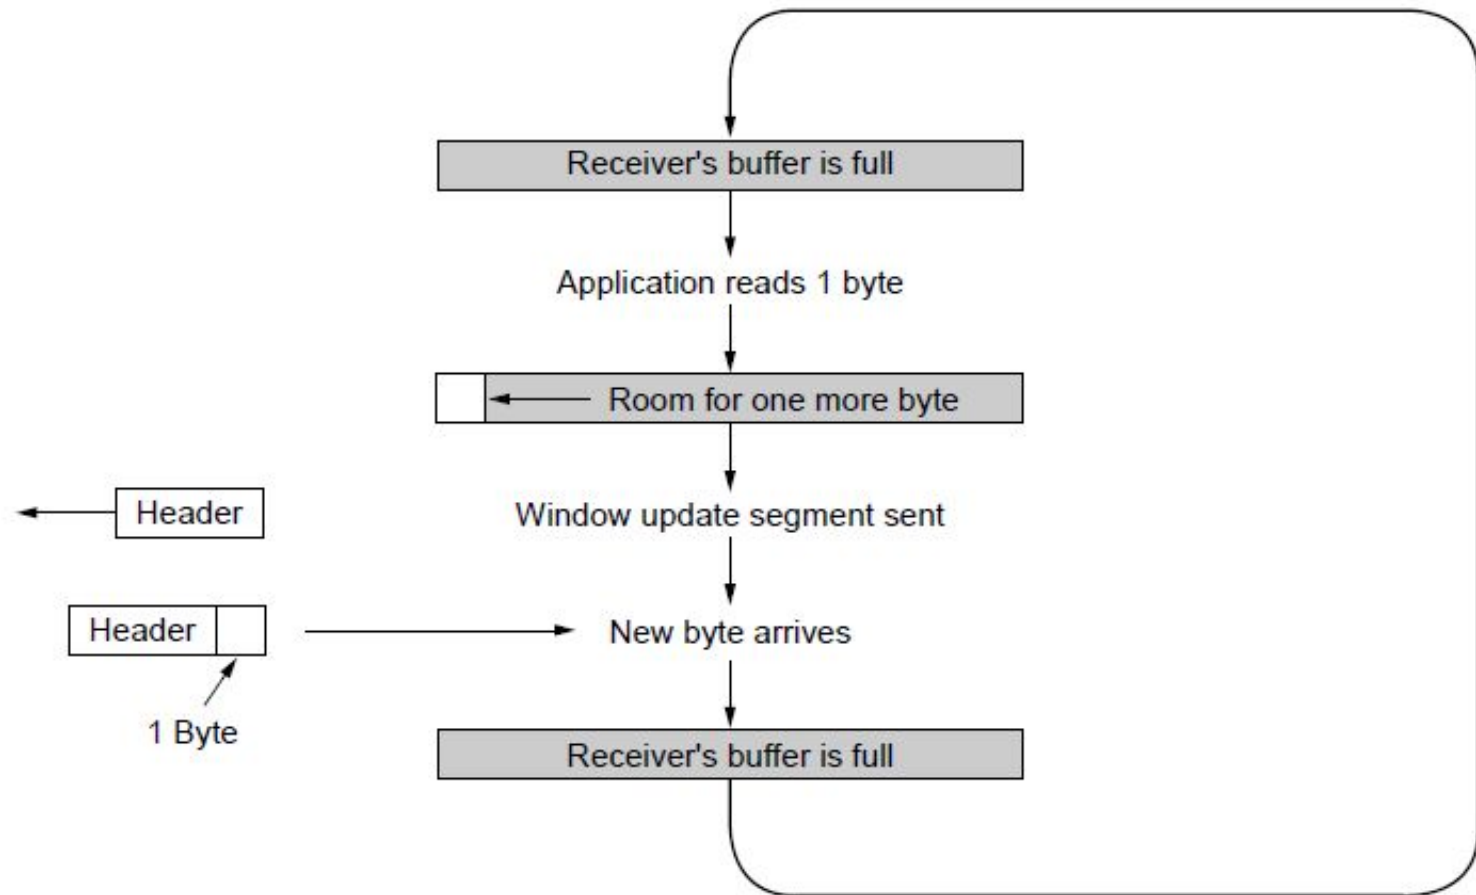 Receiver's buffer is full
Application reads 1 byte
Room for one more byte
Header
Window update segment sent
Header
New byte arrives
1 Byte
Receiver's buffer is full